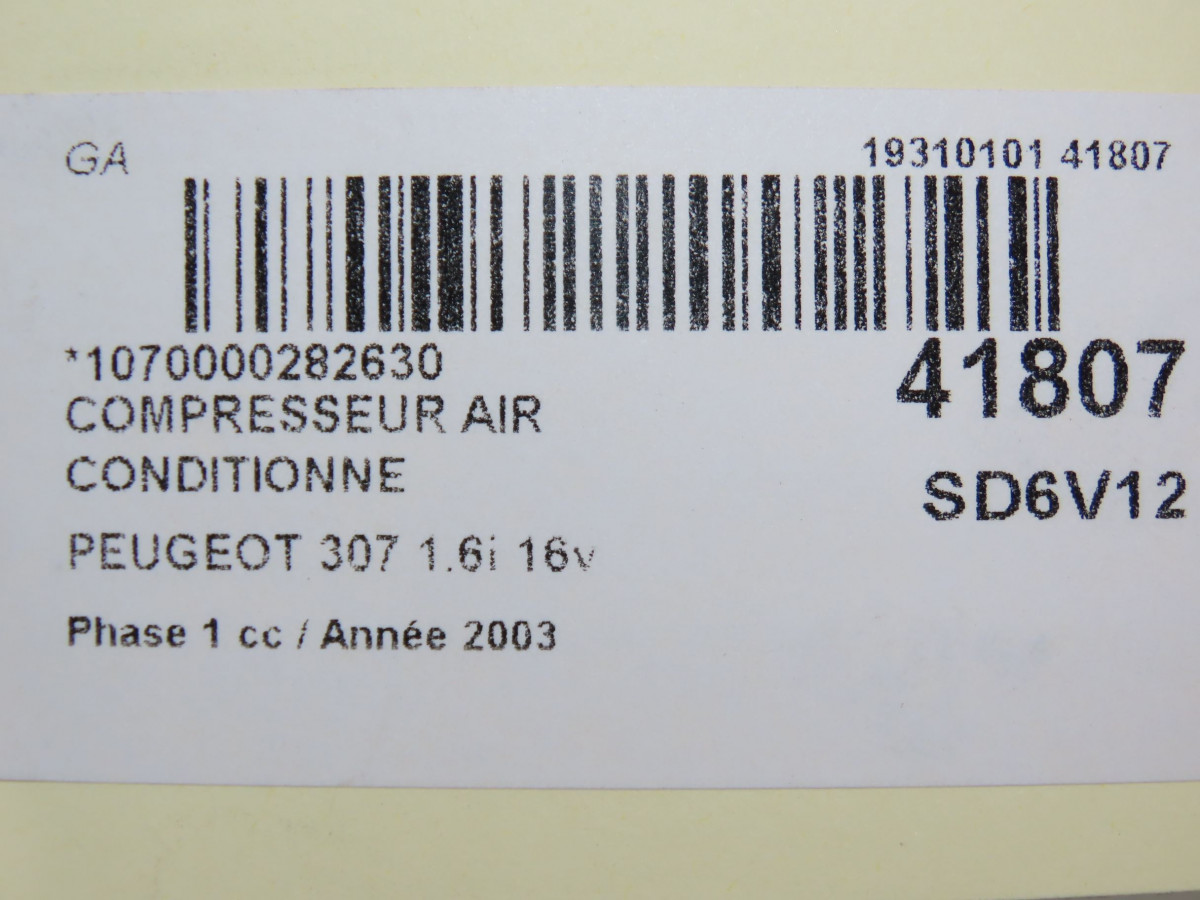 GA
19310101 41807
*1070000282630
41807
COMPRESSEUR AIR
CONDITIONNE
SD6V12
PEUGEOT 307 1.6i 16v
Phase 1 cc / Année 2003